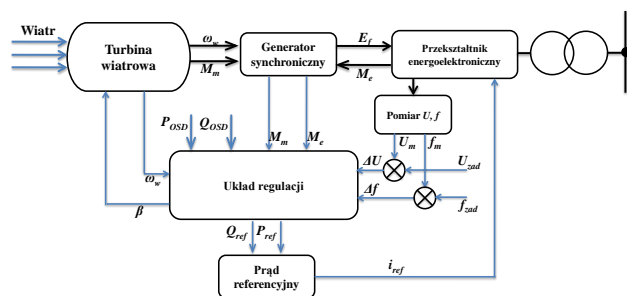 Wiatr
Turbina
wiatrowa
ω_w
M_m
Generator
synchroniczny
E_f
M_e
Przekształtnik
energoelektroniczny
Pomiar U, f
U_m
f_m
P_OSD
Q_OSD
M_m
M_e
ω_w
β
Układ regulacji
ΔU
Δf
U_zad
f_zad
Q_ref
P_ref
Prąd
referencyjny
i_ref